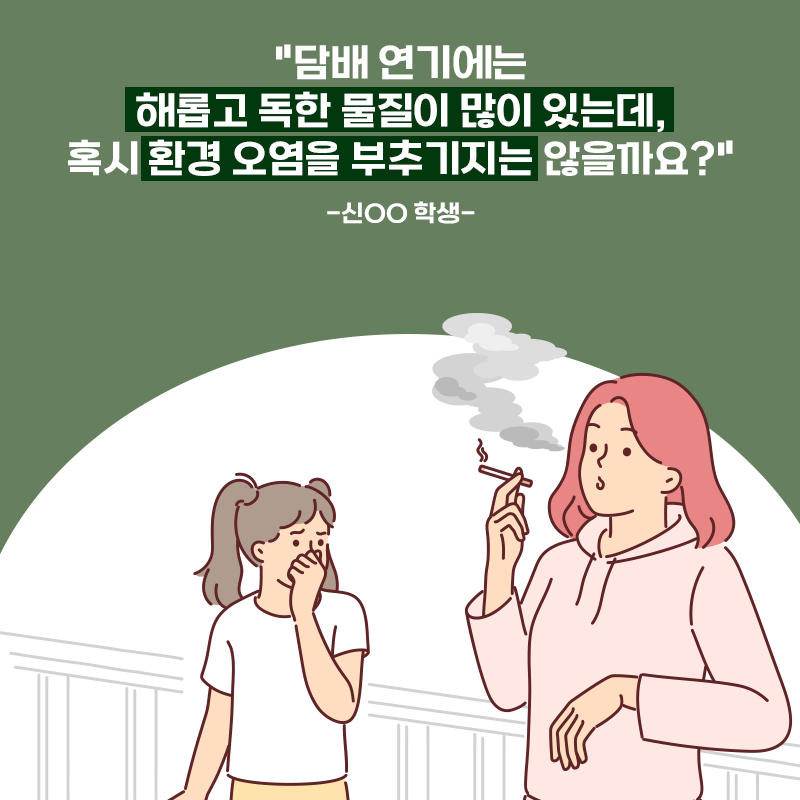 "담배 연기에는
해롭고 독한 물질이 많이 있는데,
혹시 환경 오염을 부추기지는 않을까요?"
-신○○ 학생-